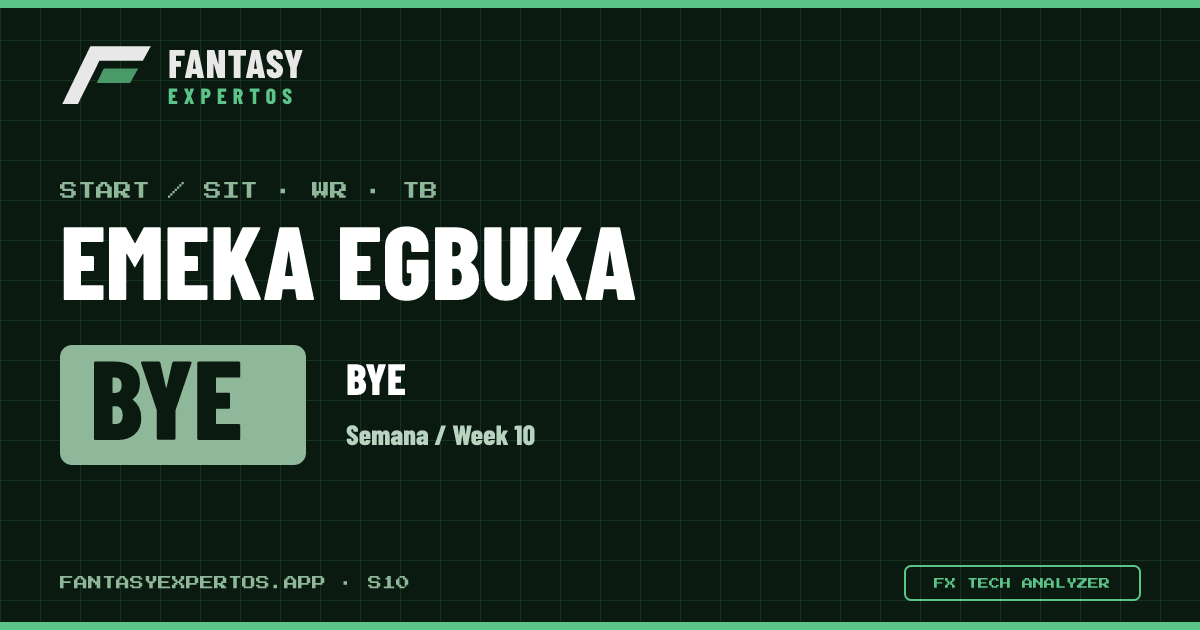 FANTASY
EXPERTOS
START / SIT · WR · TB
EMEKA EGBUKA
BYE
BYE
Semana / Week 10
FANTASYEXPERTOS.APP · S10
FX TECH ANALYZER